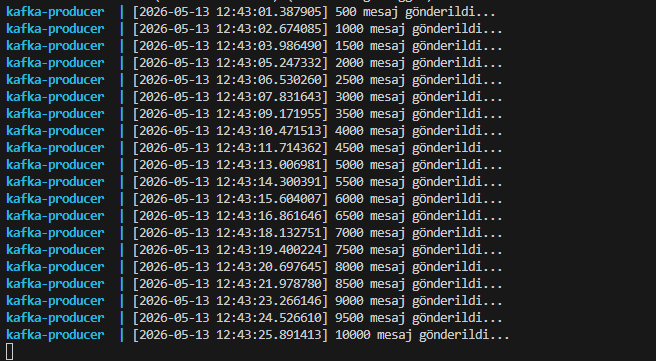 kafka-producer | [2026-05-13 12:43:01.387905] 500 mesaj gönderildi...
kafka-producer | [2026-05-13 12:43:02.674085] 1000 mesaj gönderildi...
kafka-producer | [2026-05-13 12:43:03.986490] 1500 mesaj gönderildi...
kafka-producer | [2026-05-13 12:43:05.247332] 2000 mesaj gönderildi...
kafka-producer | [2026-05-13 12:43:06.530260] 2500 mesaj gönderildi...
kafka-producer | [2026-05-13 12:43:07.831643] 3000 mesaj gönderildi...
kafka-producer | [2026-05-13 12:43:09.171955] 3500 mesaj gönderildi...
kafka-producer | [2026-05-13 12:43:10.471513] 4000 mesaj gönderildi...
kafka-producer | [2026-05-13 12:43:11.714362] 4500 mesaj gönderildi...
kafka-producer | [2026-05-13 12:43:13.006981] 5000 mesaj gönderildi...
kafka-producer | [2026-05-13 12:43:14.300391] 5500 mesaj gönderildi...
kafka-producer | [2026-05-13 12:43:15.604007] 6000 mesaj gönderildi...
kafka-producer | [2026-05-13 12:43:16.861646] 6500 mesaj gönderildi...
kafka-producer | [2026-05-13 12:43:18.132751] 7000 mesaj gönderildi...
kafka-producer | [2026-05-13 12:43:19.400224] 7500 mesaj gönderildi...
kafka-producer | [2026-05-13 12:43:20.697645] 8000 mesaj gönderildi...
kafka-producer | [2026-05-13 12:43:21.978780] 8500 mesaj gönderildi...
kafka-producer | [2026-05-13 12:43:23.266146] 9000 mesaj gönderildi...
kafka-producer | [2026-05-13 12:43:24.526610] 9500 mesaj gönderildi...
kafka-producer | [2026-05-13 12:43:25.891413] 10000 mesaj gönderildi...